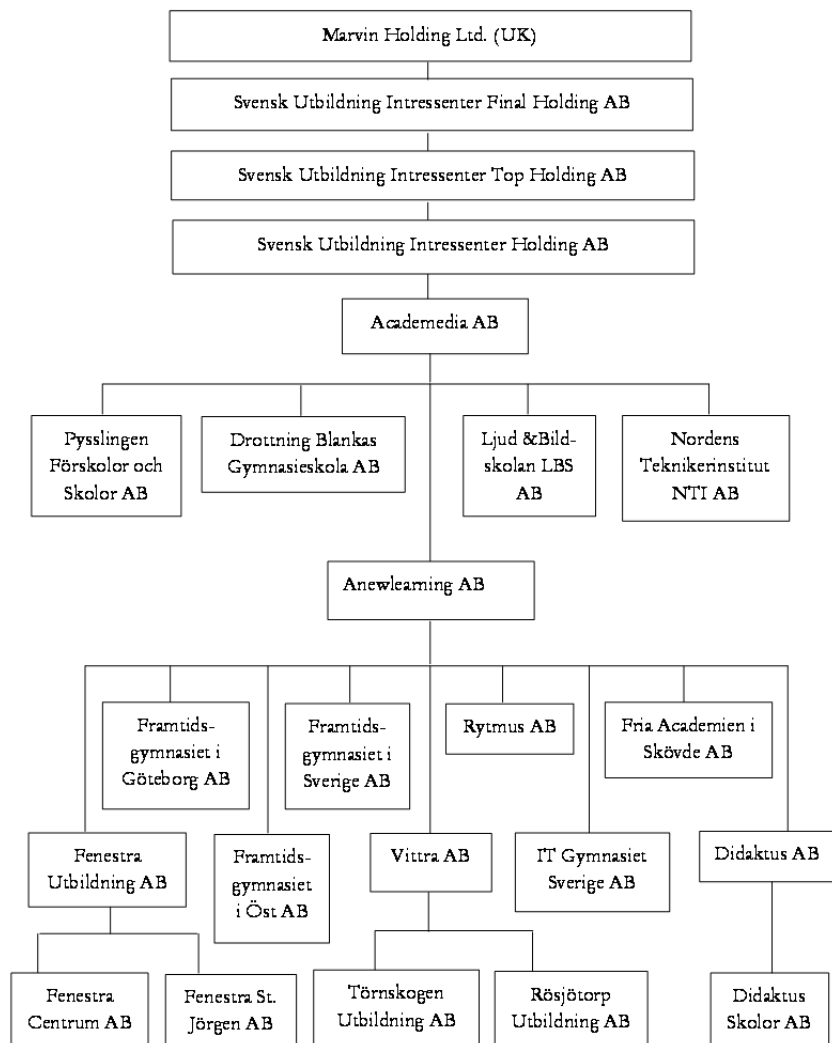 Marvin Holding Ltd. (UK)
Svensk Utbildning Intressenter Final Holding AB
Svensk Utbildning Intressenter Top Holding AB
Svensk Utbildning Intressenter Holding AB
Academedia AB
Pysslingen
Förskolor och
Skolor AB
Drottning Blankas
Gymnasieskola AB
Ljud &Bild-
skolan LBS
AB
Nordens
Teknikerinstitut
NTI AB
Anewlearning AB
Framtids-
gymnasiet i
Göteborg AB
Framtids-
gymnasiet i
Sverige AB
Rytmus AB
Fria Academien i
Skövde AB
Fenestra
Utbildning AB
Framtids-
gymnasiet
i Öst AB
Vittra AB
IT Gymnasiet
Sverige AB
Didaktus AB
Fenestra
Centrum AB
Fenestra St.
Jörgen AB
Törnskogen
Utbildning AB
Rösjötorp
Utbildning AB
Didaktus
Skolor AB